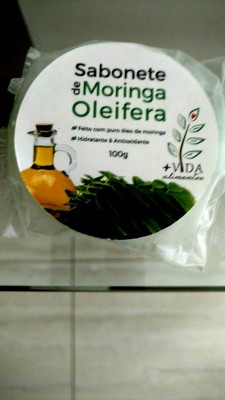 Sabonete
de Moringa
Oleifera
Feito com puro óleo de moringa
Hidratante & Antioxidante
100g
+VIDA
alimentos